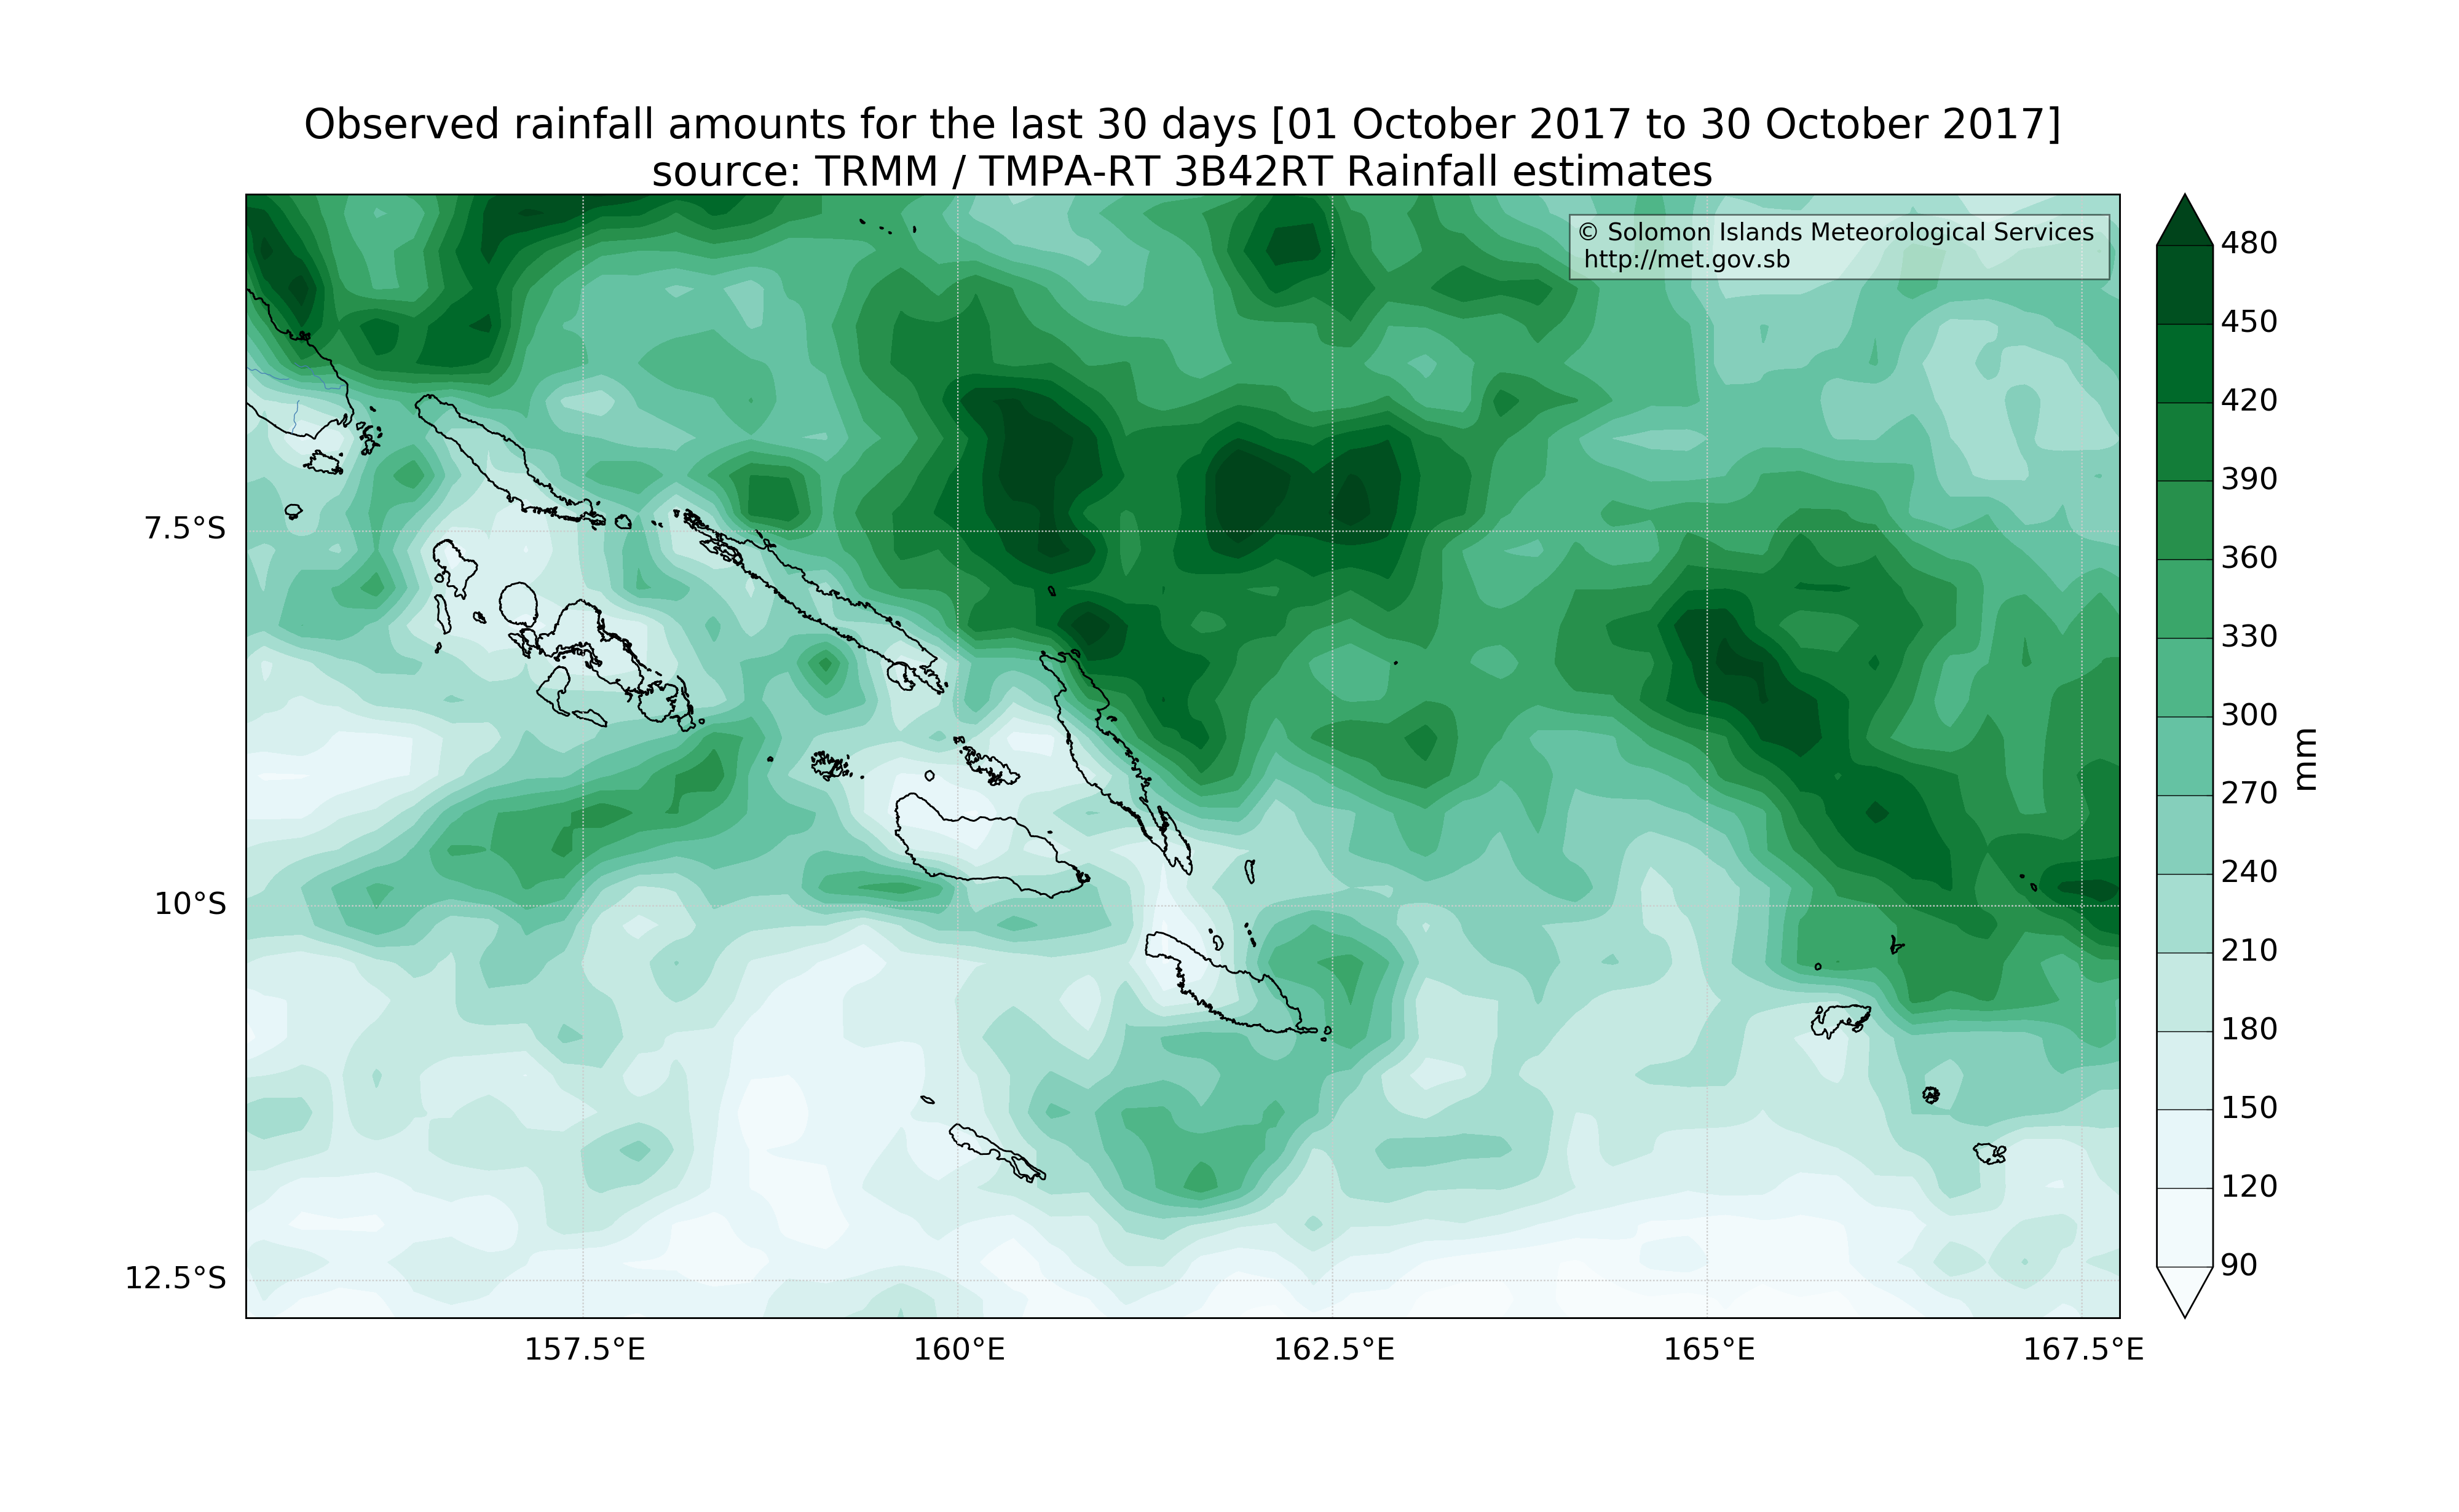 Observed rainfall amounts for the last 30 days [01 October 2017 to 30 October 2017]
source: TRMM / TMPA-RT 3B42RT Rainfall estimates
© Solomon Islands Meteorological Services
http://met.gov.sb
480
450
420
390
360
330
300
270
240
210
180
150
120
90
mm
7.5°S
10°S
12.5°S
157.5°E
160°E
162.5°E
165°E
167.5°E